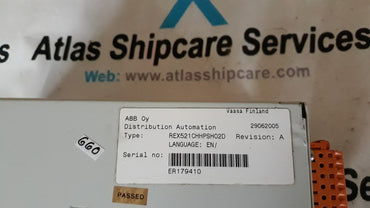 Atlas Shipcare Services
Web: www.atlasshipcare.com
Vaasa Finland
ABB Oy
Distribution Automation 29062005
Type: REX521CHHPSH02D Revision: A
LANGUAGE: EN/
Serial no:
ER179410
660
PASSED